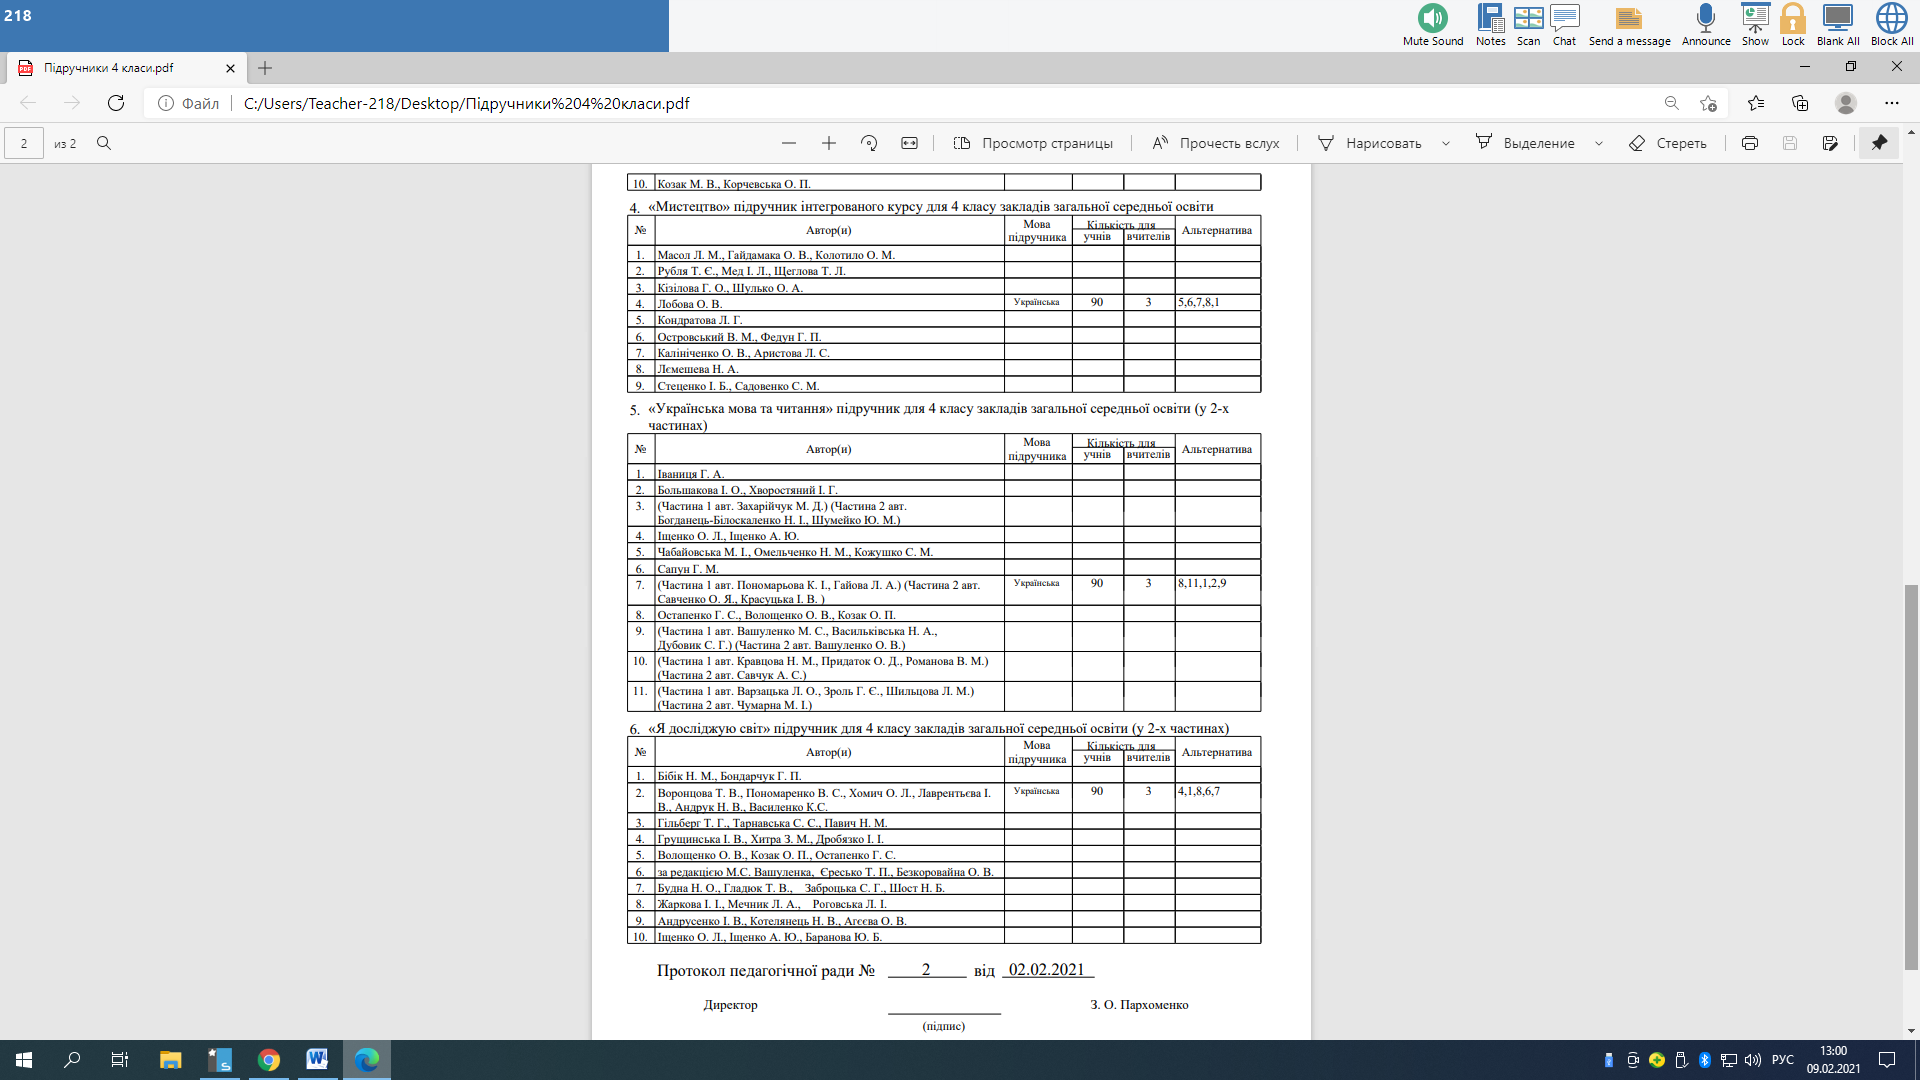 218
Mute Sound Notes Scan Chat Send a message Announce Show Lock Blank All Block All
Підручники 4 класи.pdf
Файл C:/Users/Teacher-218/Desktop/Підручники%204%20класи.pdf
2 из 2 Просмотр страницы Прочесть вслух Нарисовать Выделение Стереть
10. Козак М. В., Корчевська О. П.
4. «Мистецтво» підручник інтегрованого курсу для 4 класу закладів загальної середньої освіти
№ Автор(и) Мова підручника Кількість для учнів вчителів Альтернатива
1. Масол Л. М., Гайдамака О. В., Колотило О. М.
2. Рубля Т. Є., Мед І. Л., Щеглова Т. Л.
3. Кізілова Г. О., Шулько О. А.
4. Лобова О. В. Українська 90 3 5,6,7,8,1
5. Кондратова Л. Г.
6. Островський В. М., Федун Г. П.
7. Калініченко О. В., Аристова Л. С.
8. Лємешева Н. А.
9. Стеценко І. Б., Садовенко С. М.
5. «Українська мова та читання» підручник для 4 класу закладів загальної середньої освіти (у 2-х
частинах)
№ Автор(и) Мова підручника Кількість для учнів вчителів Альтернатива
1. Іваниця Г. А.
2. Большакова І. О., Хворостяний І. Г.
3. (Частина 1 авт. Захарійчук М. Д.) (Частина 2 авт.
Богданець-Білоскаленко Н. І., Шумейко Ю. М.)
4. Іщенко О. Л., Іщенко А. Ю.
5. Чабайовська М. І., Омельченко Н. М., Кожушко С. М.
6. Сапун Г. М.
7. (Частина 1 авт. Пономарьова К. І., Гайова Л. А.) (Частина 2 авт. Українська 90 3 8,11,1,2,9
Савченко О. Я., Красуцька І. В. )
8. Остапенко Г. С., Волощенко О. В., Козак О. П.
9. (Частина 1 авт. Вашуленко М. С., Васильківська Н. А.,
Дубовик С. Г.) (Частина 2 авт. Вашуленко О. В.)
10. (Частина 1 авт. Кравцова Н. М., Придаток О. Д., Романова В. М.)
(Частина 2 авт. Савчук А. С.)
11. (Частина 1 авт. Варзацька Л. О., Зроль Г. Є., Шильцова Л. М.)
(Частина 2 авт. Чумарна М. І.)
6. «Я досліджую світ» підручник для 4 класу закладів загальної середньої освіти (у 2-х частинах)
№ Автор(и) Мова підручника Кількість для учнів вчителів Альтернатива
1. Бібік Н. М., Бондарчук Г. П.
2. Воронцова Т. В., Пономаренко В. С., Хомич О. Л., Лаврентьєва І. Українська 90 3 4,1,8,6,7
В., Андрук Н. В., Василенко К.С.
3. Гільберг Т. Г., Тарнавська С. С., Павич Н. М.
4. Грущинська І. В., Хитра З. М., Дробязко І. І.
5. Волощенко О. В., Козак О. П., Остапенко Г. С.
6. за редакцією М.С. Вашуленка, Єресько Т. П., Безкоровайна О. В.
7. Будна Н. О., Гладюк Т. В., Заброцька С. Г., Шост Н. Б.
8. Жаркова І. І., Мечник Л. А., Роговська Л. І.
9. Андрусенко І. В., Котелянець Н. В., Агєєва О. В.
10. Іщенко О. Л., Іщенко А. Ю., Баранова Ю. Б.
Протокол педагогічної ради № 2 від 02.02.2021
Директор З. О. Пархоменко
(підпис)
РУС 13:00
09.02.2021